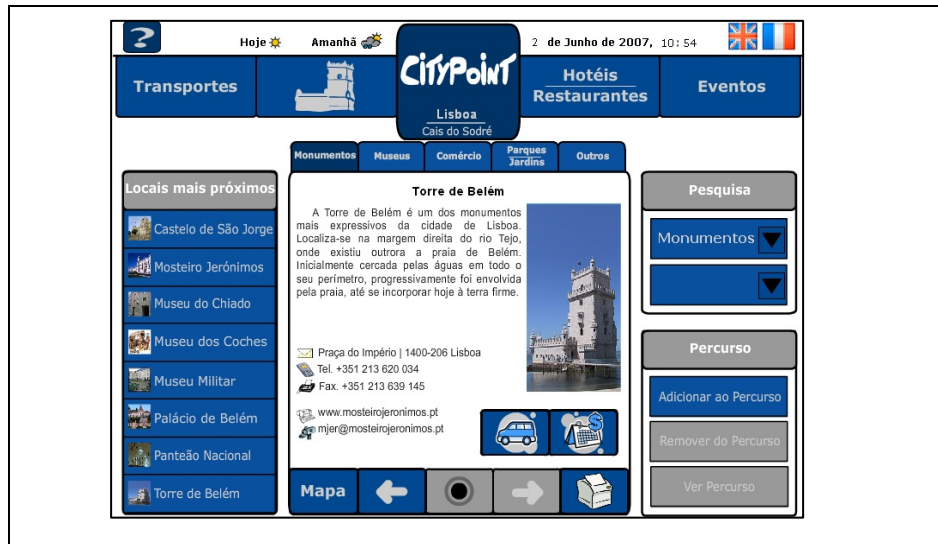 ?
Hoje
Amanhã
2 de Junho de 2007, 10:54
Transportes
CiTYPoiNT
Lisboa
Cais do Sodré
Hotéis
Restaurantes
Eventos
Monumentos
Museus
Comércio
Parques
Jardins
Outros
Locais mais próximos
Castelo de São Jorge
Mosteiro Jerónimos
Museu do Chiado
Museu dos Coches
Museu Militar
Palácio de Belém
Panteão Nacional
Torre de Belém
Torre de Belém
A Torre de Belém é um dos monumentos
mais expressivos da cidade de Lisboa.
Localiza-se na margem direita do rio Tejo,
onde existiu outrora a praia de Belém.
Inicialmente cercada pelas águas em todo o
seu perímetro, progressivamente foi envolvida
pela praia, até se incorporar hoje à terra firme.
Praça do Império | 1400-206 Lisboa
Tel. +351 213 620 034
Fax. +351 213 639 145
www.mosteirojeronimos.pt
mjer@mosteirojeronimos.pt
Mapa
Pesquisa
Monumentos
Percurso
Adicionar ao Percurso
Remover do Percurso
Ver Percurso